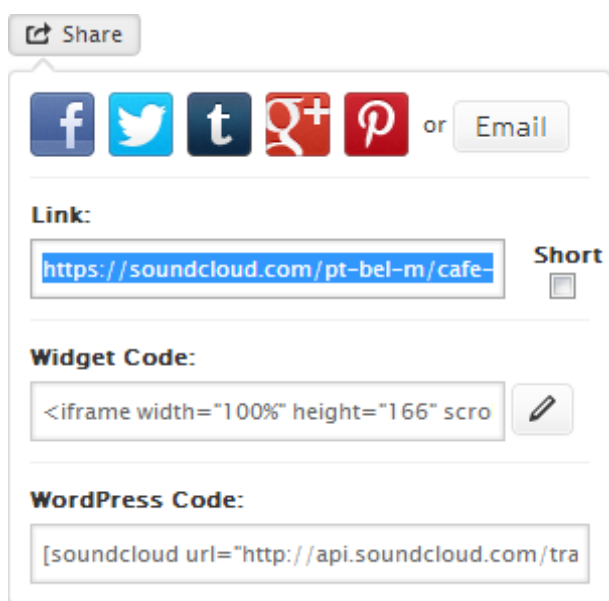 Share
f t g+ or Email
Link:
https://soundcloud.com/pt-bel-m/cafe- Short
Widget Code:
<iframe width="100%" height="166" scro
WordPress Code:
[soundcloud url="http://api.soundcloud.com/tra